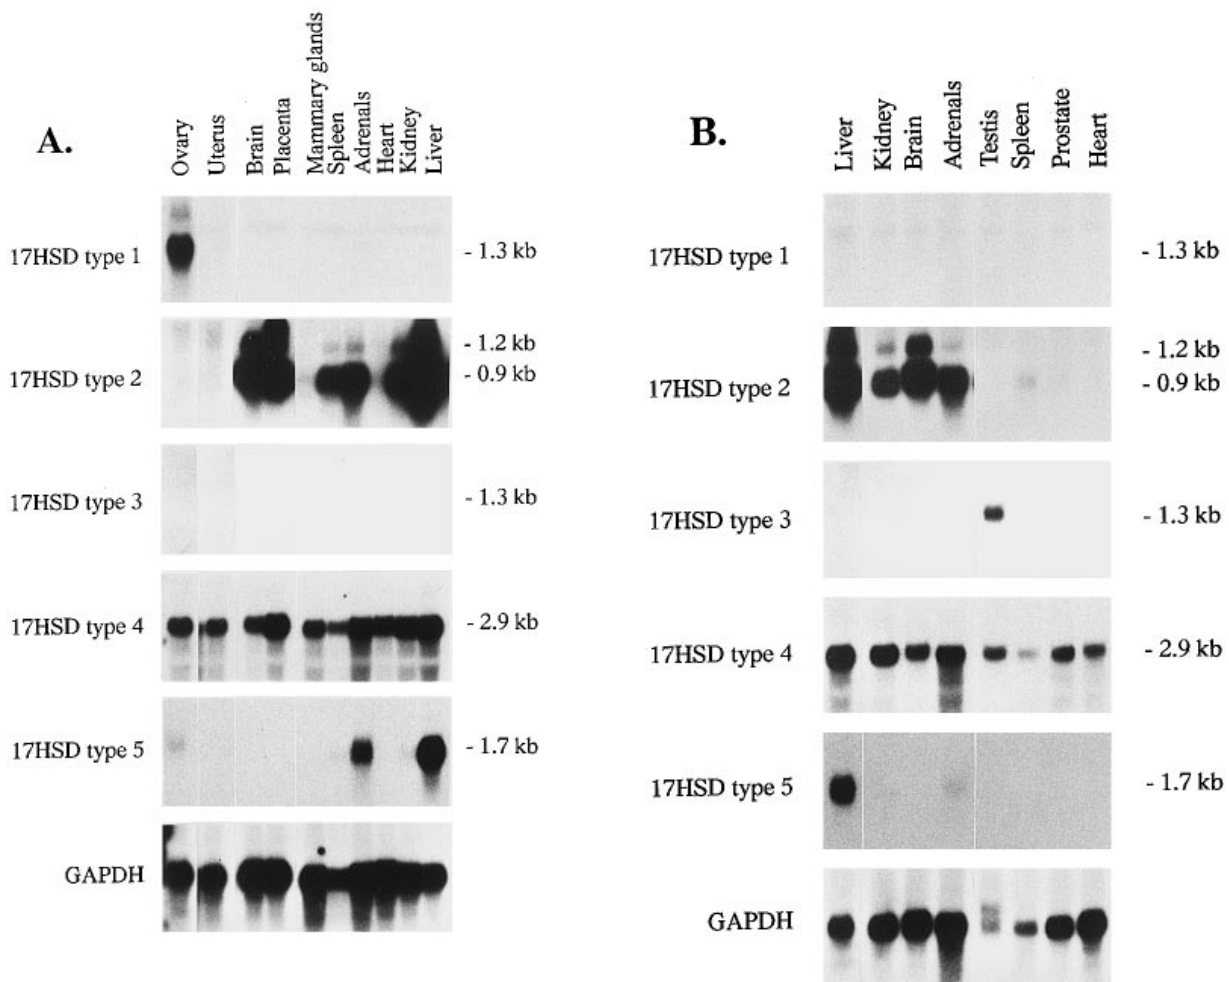 A.
Ovary
Uterus
Brain
Placenta
Mammary glands
Spleen
Adrenals
Heart
Kidney
Liver
17HSD type 1
- 1.3 kb
17HSD type 2
- 1.2 kb
- 0.9 kb
17HSD type 3
- 1.3 kb
17HSD type 4
- 2.9 kb
17HSD type 5
- 1.7 kb
GAPDH
B.
Liver
Kidney
Brain
Adrenals
Testis
Spleen
Prostate
Heart
17HSD type 1
- 1.3 kb
17HSD type 2
- 1.2 kb
- 0.9 kb
17HSD type 3
- 1.3 kb
17HSD type 4
- 2.9 kb
17HSD type 5
- 1.7 kb
GAPDH